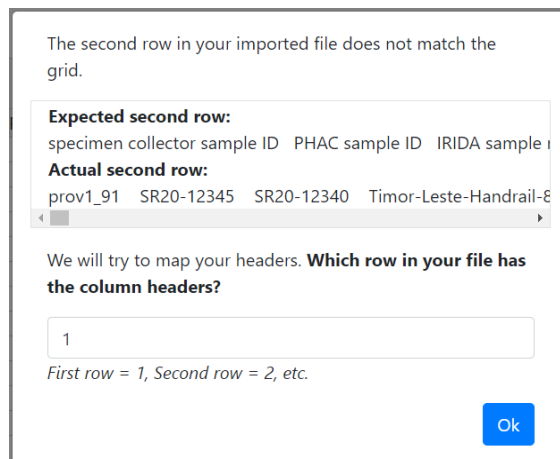 The second row in your imported file does not match the
grid.
Expected second row:
specimen collector sample ID PHAC sample ID IRIDA sample
Actual second row:
prov1_91 SR20-12345 SR20-12340 Timor-Leste-Handrail-8
We will try to map your headers. Which row in your file has
the column headers?
1
First row = 1, Second row = 2, etc.
Ok